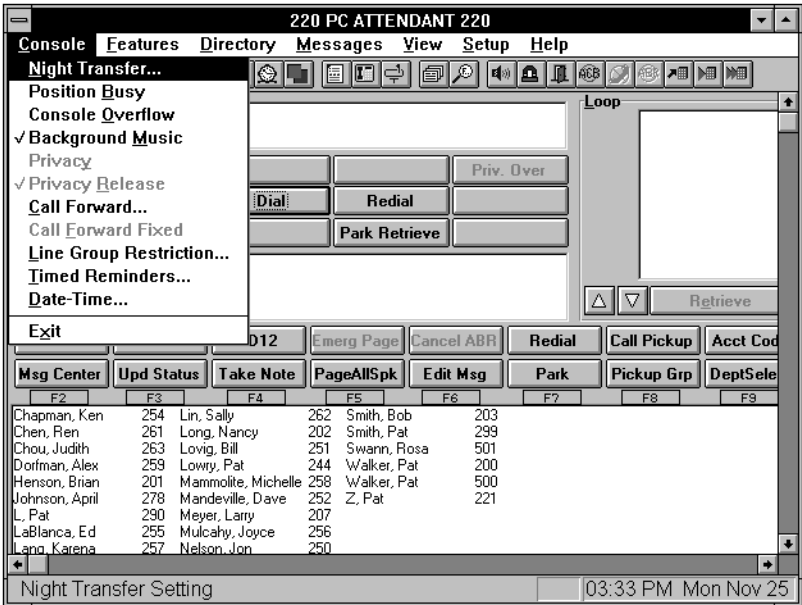 220 PC ATTENDANT 220
Console Features Directory Messages View Setup Help
Night Transfer...
Position Busy
Console Overflow
✓Background Music
Privacy
✓Privacy Release
Call Forward...
Call Forward Fixed
Line Group Restriction...
Timed Reminders...
Date-Time...
Exit
ACB ACB
Loop
Priv. Over
Dial Redial
Park Retrieve
Retrieve
D12 Emerg Page Cancel ABR Redial Call Pickup Acct Cod
Msg Center Upd Status Take Note PageAllSpk Edit Msg Park Pickup Grp DeptSele
F2 F3 F4 F5 F6 F7 F8 F9
Chapman, Ken 254 Lin, Sally 262 Smith, Bob 203
Chen, Ren 261 Long, Nancy 202 Smith, Pat 299
Chou, Judith 263 Lovig, Bill 251 Swann, Rosa 501
Dorfman, Alex 259 Lowry, Pat 244 Walker, Pat 200
Henson, Brian 201 Mammolite, Michelle 258 Walker, Pat 500
Johnson, April 278 Mandeville, Dave 252 Z, Pat 221
L, Pat 290 Meyer, Larry 207
LaBlanca, Ed 255 Mulcahy, Joyce 256
Lang, Karena 257 Nelson, Jon 250
Night Transfer Setting 03:33 PM Mon Nov 25